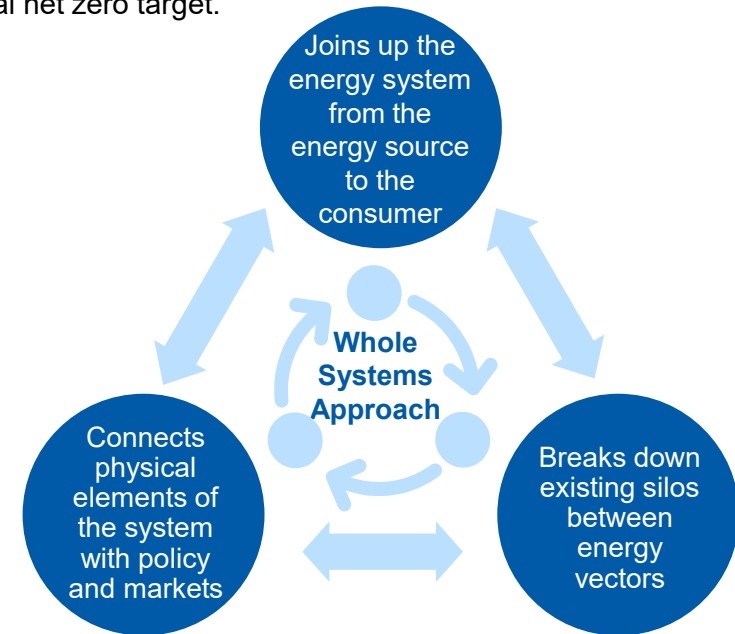 al net zero target.
Joins up the
energy system
from the
energy source
to the
consumer
Whole
Systems
Approach
Connects
physical
elements of
the system
with policy
and markets
Breaks down
existing silos
between
energy
vectors